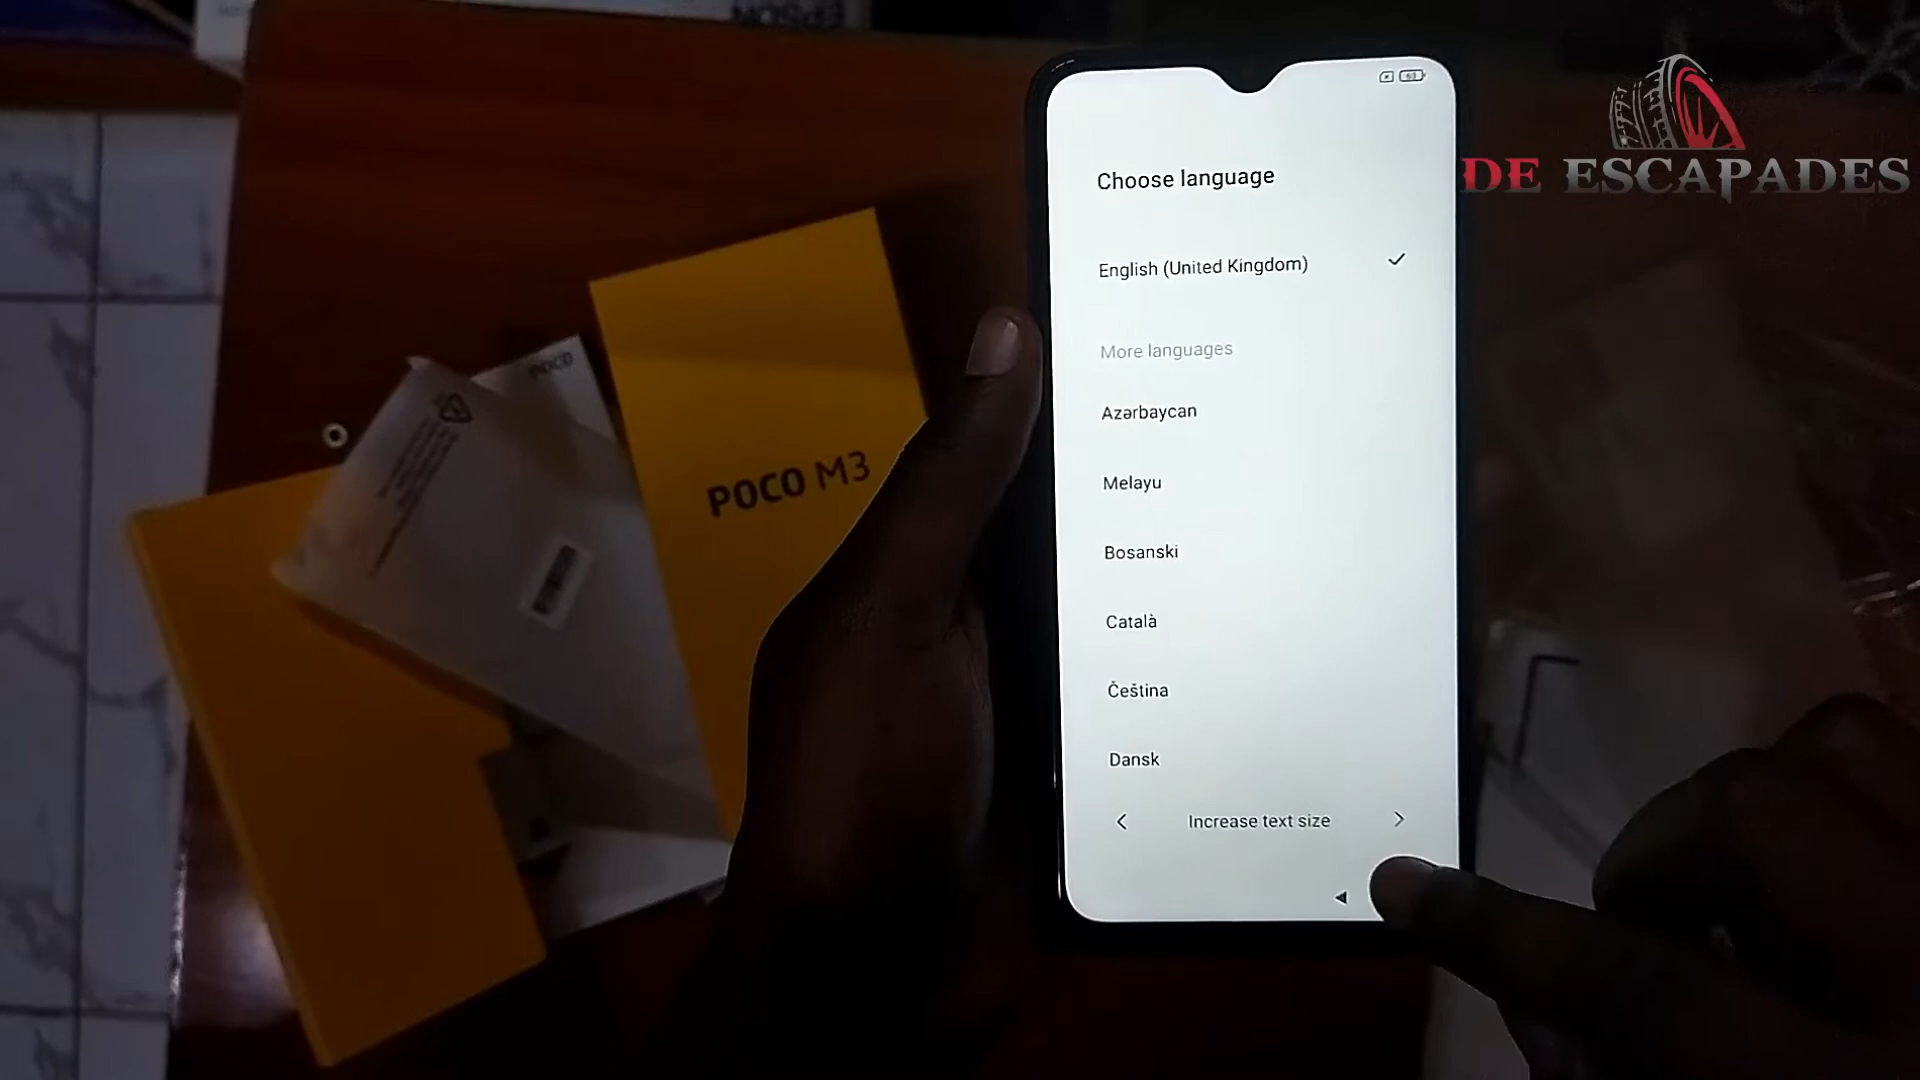 EPSON
DE ESCAPADES
Choose language
English (United Kingdom)
More languages
Azərbaycan
Melayu
Bosanski
Català
Čeština
Dansk
Increase text size
POCO
POCO M3